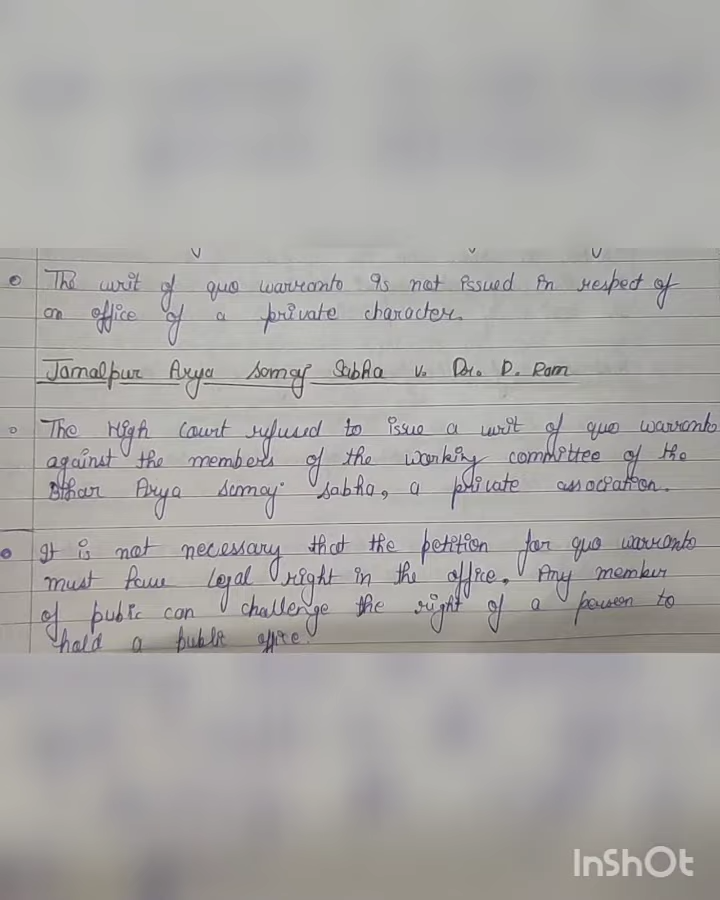 The writ of quo warranto is not issued in respect of
an office of a private character.
Jamalpur Arya Samaj Sabha v. Dr. D. Ram
The High Court refused to issue a writ of quo warranto
against the members of the working committee of the
Bihar Arya Samaj Sabha, a private association.
It is not necessary that the petition for quo warranto
must have legal right in the office. Any member
of public can challenge the right of a person to
hold a public office.
InShOt